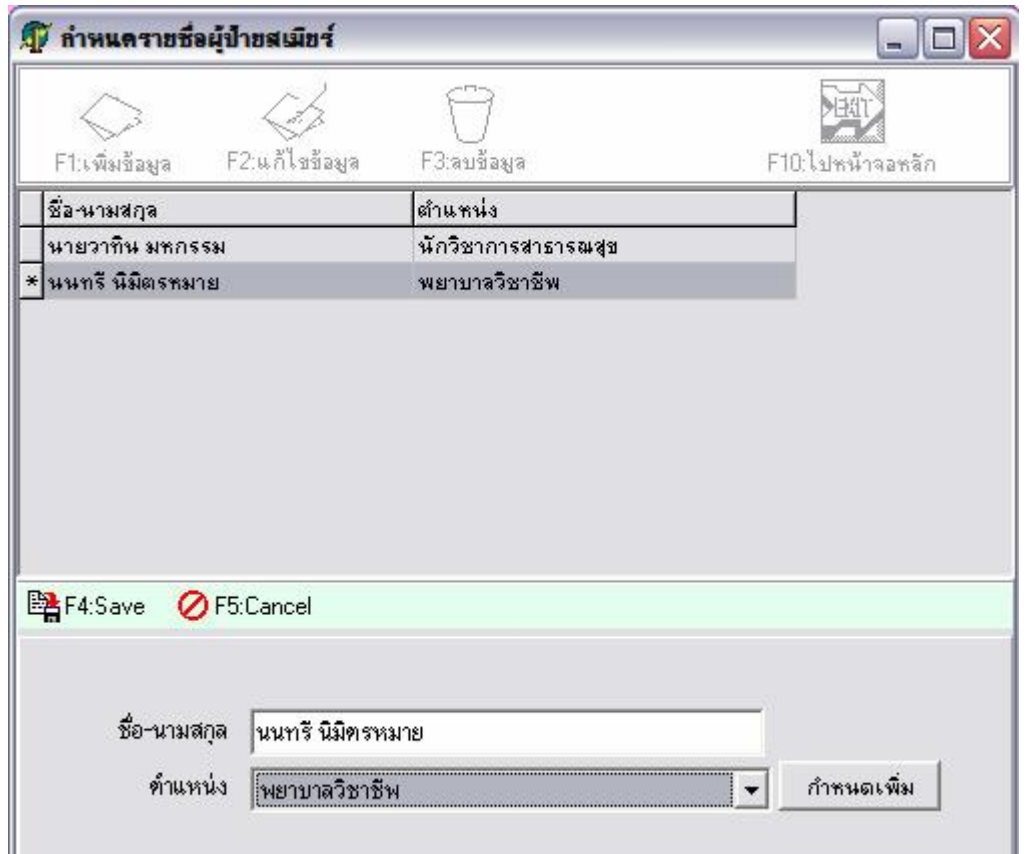 กำหนดรายชื่อผู้ป้ายสเมียร์
F1:เพิ่มข้อมูล F2:แก้ไขข้อมูล F3:ลบข้อมูล F10:ไปหน้าจอหลัก
EXIT
ชื่อ-นามสกุล ตำแหน่ง
นายวาทิน มหกรรม นักวิชาการสาธารณสุข
* นนทรี นิมิตรหมาย พยาบาลวิชาชีพ
F4:Save F5:Cancel
ชื่อ-นามสกุล นนทรี นิมิตรหมาย
ตำแหน่ง พยาบาลวิชาชีพ กำหนดเพิ่ม